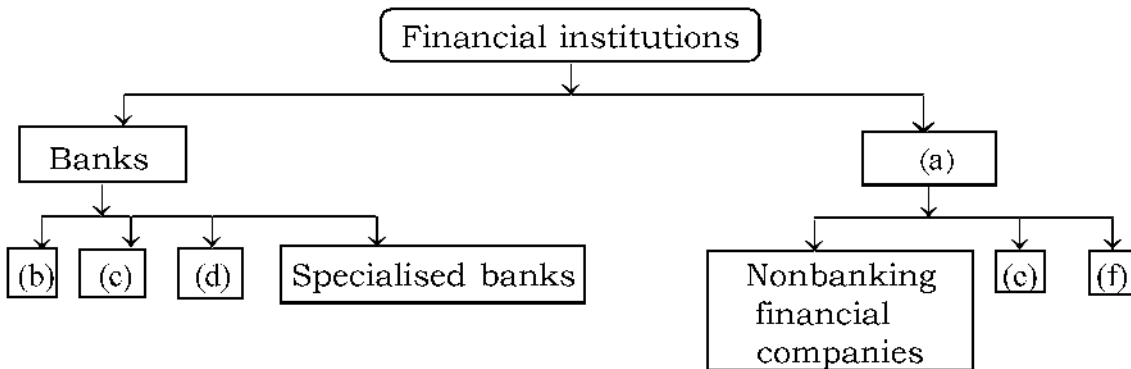 Financial institutions
Banks
(a)
(b)
(c)
(d)
Specialised banks
Nonbanking
financial
companies
(e)
(f)